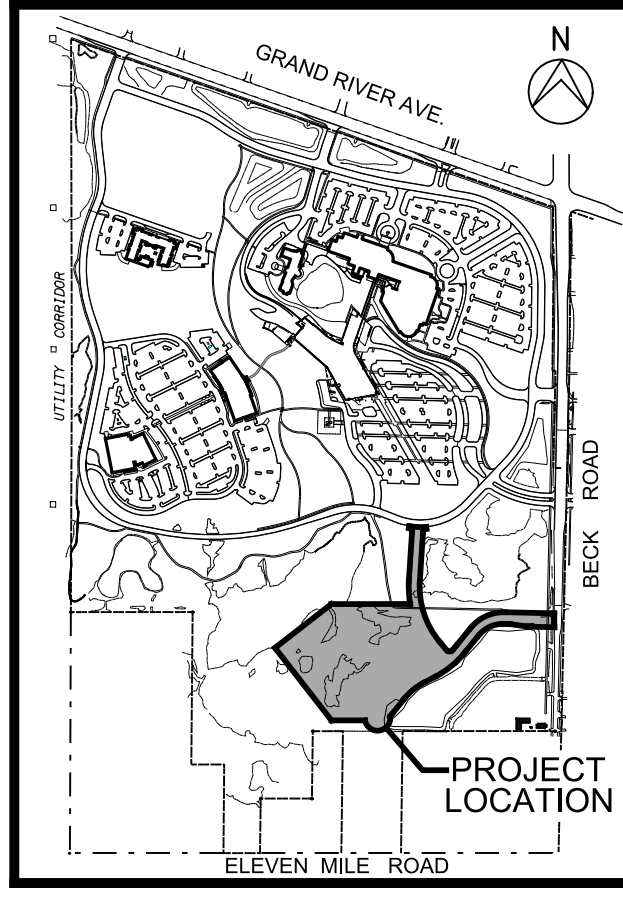 GRAND RIVER AVE.
N
UTILITY CORRIDOR
BECK ROAD
PROJECT
LOCATION
ELEVEN MILE ROAD